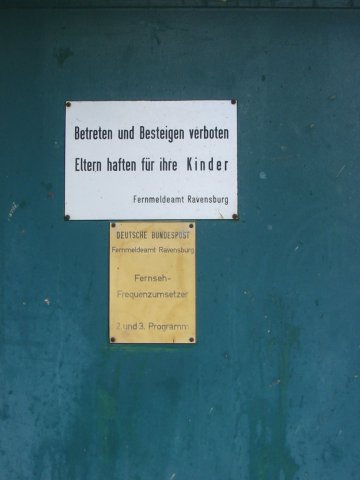 Betreten und Besteigen verboten
Eltern haften für ihre Kinder
Fernmeldeamt Ravensburg
DEUTSCHE BUNDESPOST
Fernmeldeamt Ravensburg
Fernseh-
Frequenzumsetzer
2. und 3. Programm